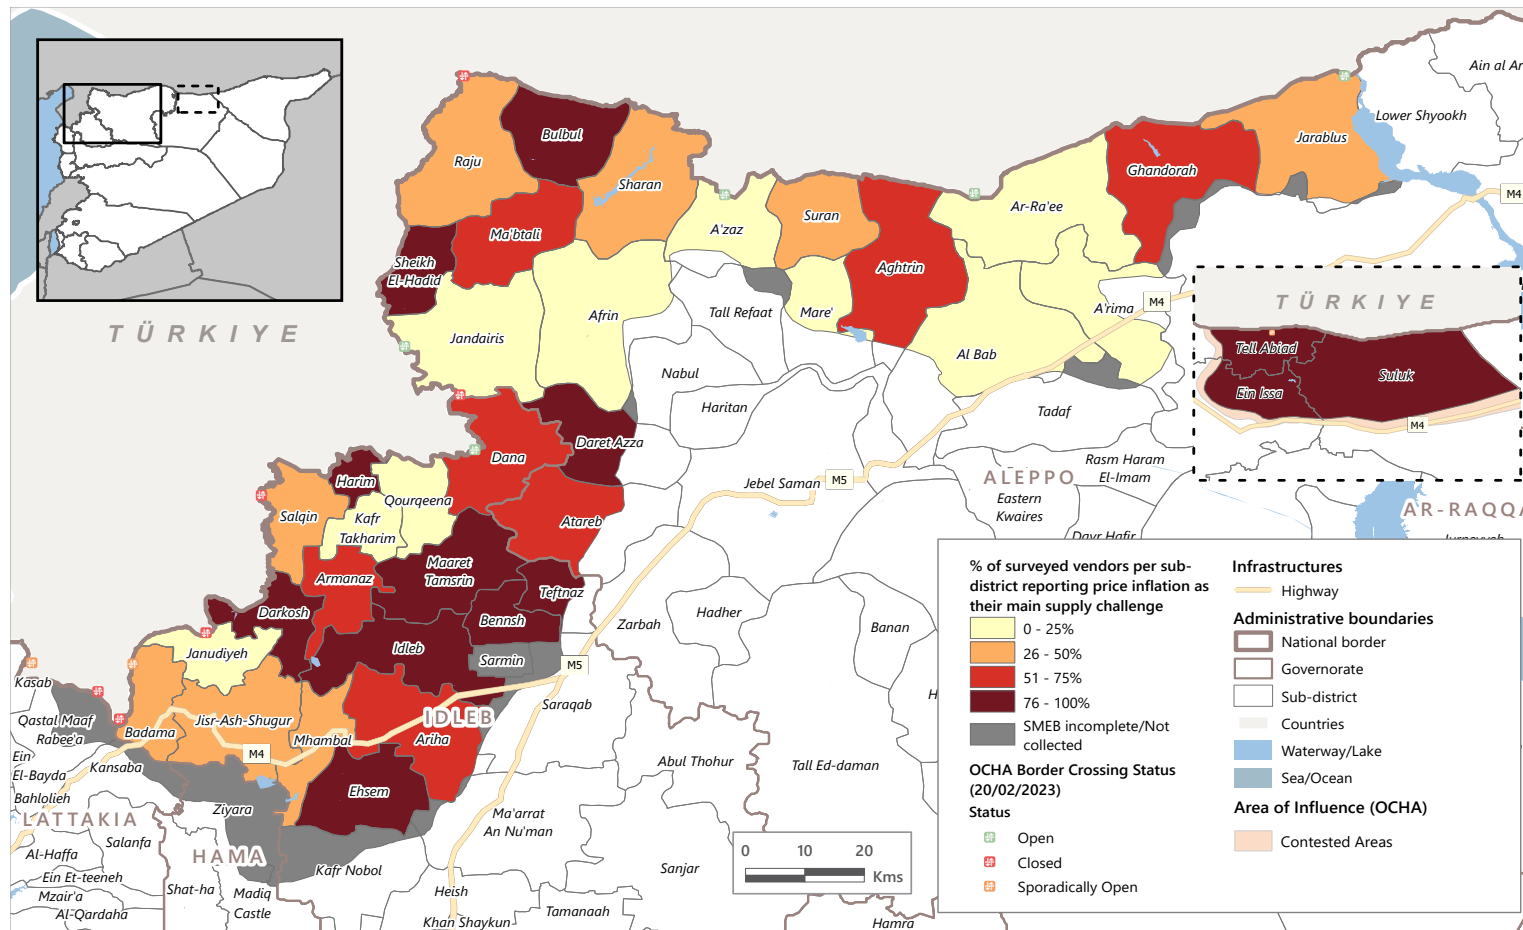 Ain al Ar
Lower Shyookh
Jarablus
Bulbul
Raju
Sharan
Ghandorah
M4
Ar-Ra'ee
Suran
A'zaz
Ma'btali
Sheikh
El-Hadid
Aghtrin
TÜRKIYE
TÜRKIYE
Afrin
Tall Refaat
Mare'
A'rima
M4
Jandairis
Al Bab
Tell Abiad
Suluk
Ein Issa
M4
Nabul
Haritan
Tadaf
Daret Azza
Dana
Harim
Qourqeena
Salqin
Kafr
Takharim
Atareb
Jebel Saman
M5
ALEPPO
Rasm Haram
El-Imam
Eastern
Kwaires
Dayr Hafir
AR-RAQQA
Jurneyyeh
Armanaz
Maaret
Tamsrin
Teftnaz
Darkosh
Bennsh
Idleb
Sarmin
Janudiyeh
M5
Zarbah
Hadher
Banan
H
Kasab
Qastal Maaf
Rabee'a
Badama
Jisr-Ash-Shugur
M4
Mhambal
IDLEB
Ariha
Saraqab
Ein
El-Bayda
Kansaba
Bahlolieh
Ehsem
Abul Thohur
Tall Ed-daman
Ziyara
LATTAKIA
Salanfa
HAMA
Ma'arrat
An Nu'man
Al-Haffa
Ein Et-teeneh
Mzair'a
Al-Qardaha
Shat-ha
Madiq
Castle
Kafr Nobol
Heish
Khan Shaykun
Tamanaah
Sanjar
Hamra
0 10 20
Kms
% of surveyed vendors per sub-
district reporting price inflation as
their main supply challenge
0 - 25%
26 - 50%
51 - 75%
76 - 100%
SMEB incomplete/Not
collected
OCHA Border Crossing Status
(20/02/2023)
Status
Open
Closed
Sporadically Open
Infrastructures
Highway
Administrative boundaries
National border
Governorate
Sub-district
Countries
Waterway/Lake
Sea/Ocean
Area of Influence (OCHA)
Contested Areas